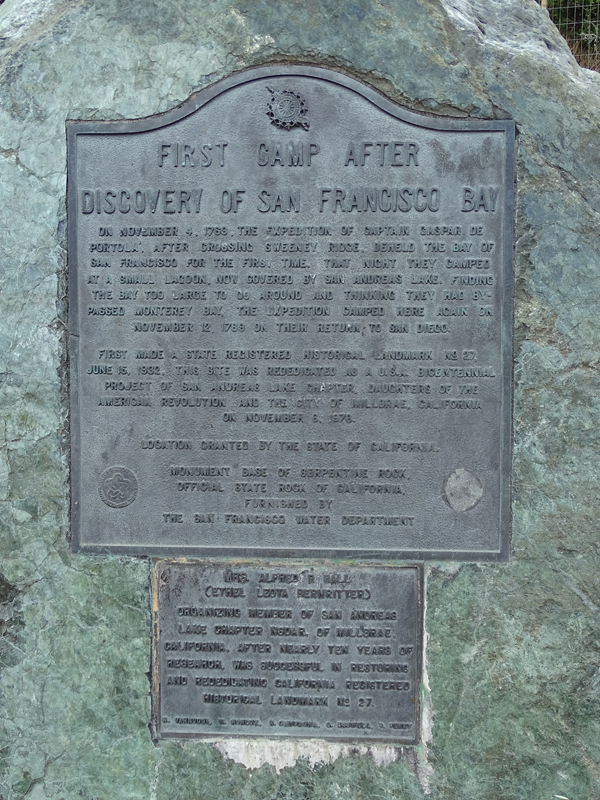 FIRST CAMP AFTER
DISCOVERY OF SAN FRANCISCO BAY
ON NOVEMBER 4, 1769, THE EXPEDITION OF CAPTAIN GASPAR DE
PORTOLA', AFTER CROSSING SWEENEY RIDGE, BEHELD THE BAY OF
SAN FRANCISCO FOR THE FIRST TIME. THAT NIGHT THEY CAMPED
AT A SMALL LAGOON, NOW COVERED BY SAN ANDREAS LAKE. FINDING
THE BAY TOO LARGE TO GO AROUND AND THINKING THEY HAD BY-
PASSED MONTEREY BAY, THE EXPEDITION CAMPED HERE AGAIN ON
NOVEMBER 12, 1769 ON THEIR RETURN TO SAN DIEGO.
FIRST MADE A STATE REGISTERED HISTORICAL LANDMARK Nº 27
JUNE 15, 1932, THIS SITE WAS REDEDICATED AS A U.S.A. BICENTENNIAL
PROJECT OF SAN ANDREAS LAKE CHAPTER, DAUGHTERS OF THE
AMERICAN REVOLUTION AND THE CITY OF MILLBRAE, CALIFORNIA
ON NOVEMBER 6, 1976.
LOCATION GRANTED BY THE STATE OF CALIFORNIA.
MONUMENT BASE OF SERPENTINE ROCK,
OFFICIAL STATE ROCK OF CALIFORNIA,
FURNISHED BY
THE SAN FRANCISCO WATER DEPARTMENT
MRS. ALFRED P.
(ETHEL LEOTA
ORGANIZING MEMBER OF SAN ANDREAS
LAKE CHAPTER NSDAR, OF MILLBRAE,
CALIFORNIA, AFTER NEARLY TEN YEARS OF
RESEARCH, WAS SUCCESSFUL IN RESTORING
AND REDEDICATING CALIFORNIA REGISTERED
HISTORICAL LANDMARK Nº 27.